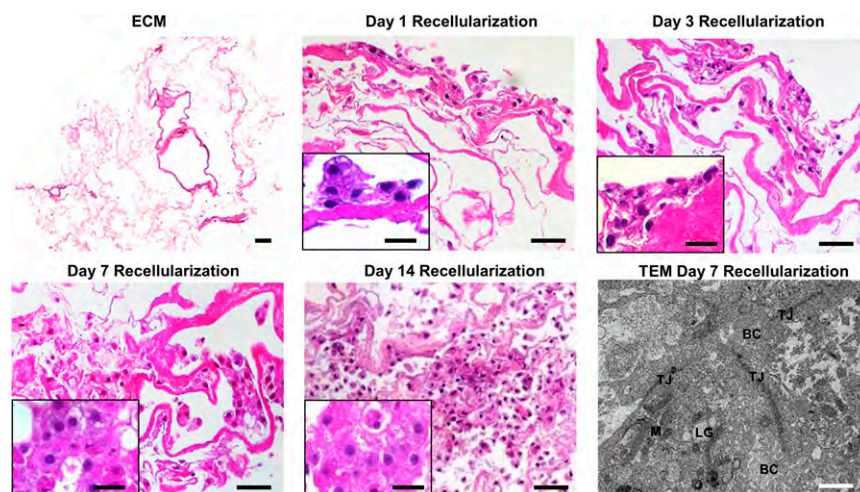 ECM
Day 1 Recellularization
Day 3 Recellularization
Day 7 Recellularization
Day 14 Recellularization
TEM Day 7 Recellularization
TJ
BC
TJ
TJ
M
LG
BC